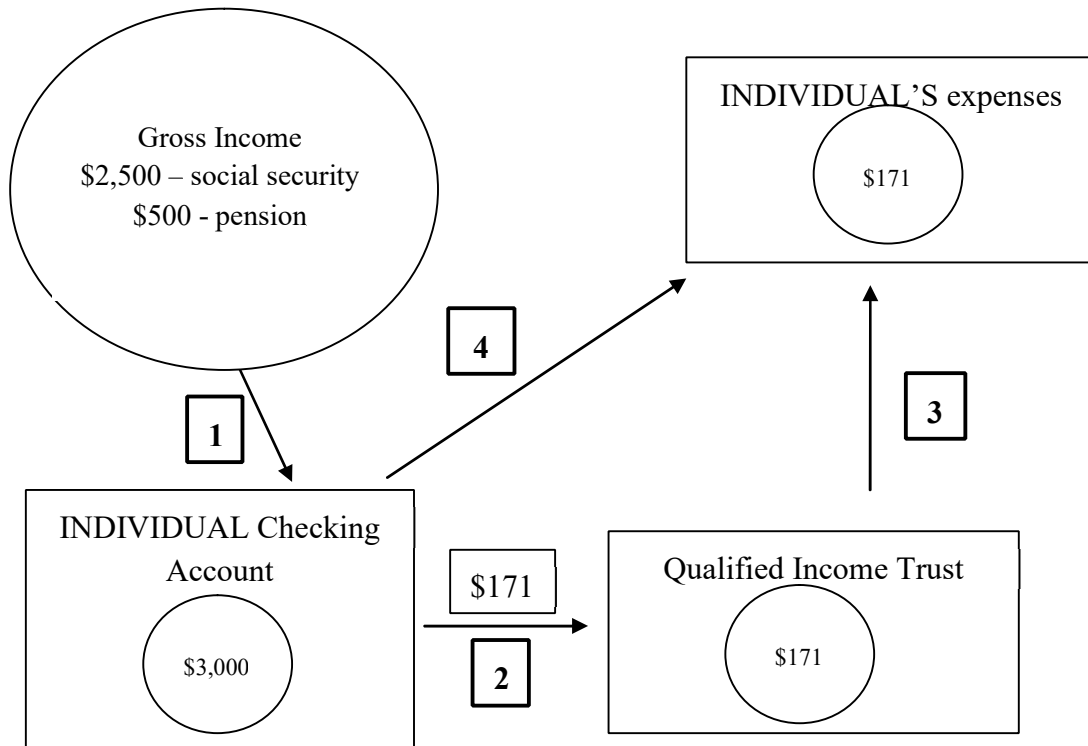 Gross Income
$2,500 – social security
$500 - pension
INDIVIDUAL'S expenses
$171
4
1
3
INDIVIDUAL Checking
Account
$3,000
$171
2
Qualified Income Trust
$171